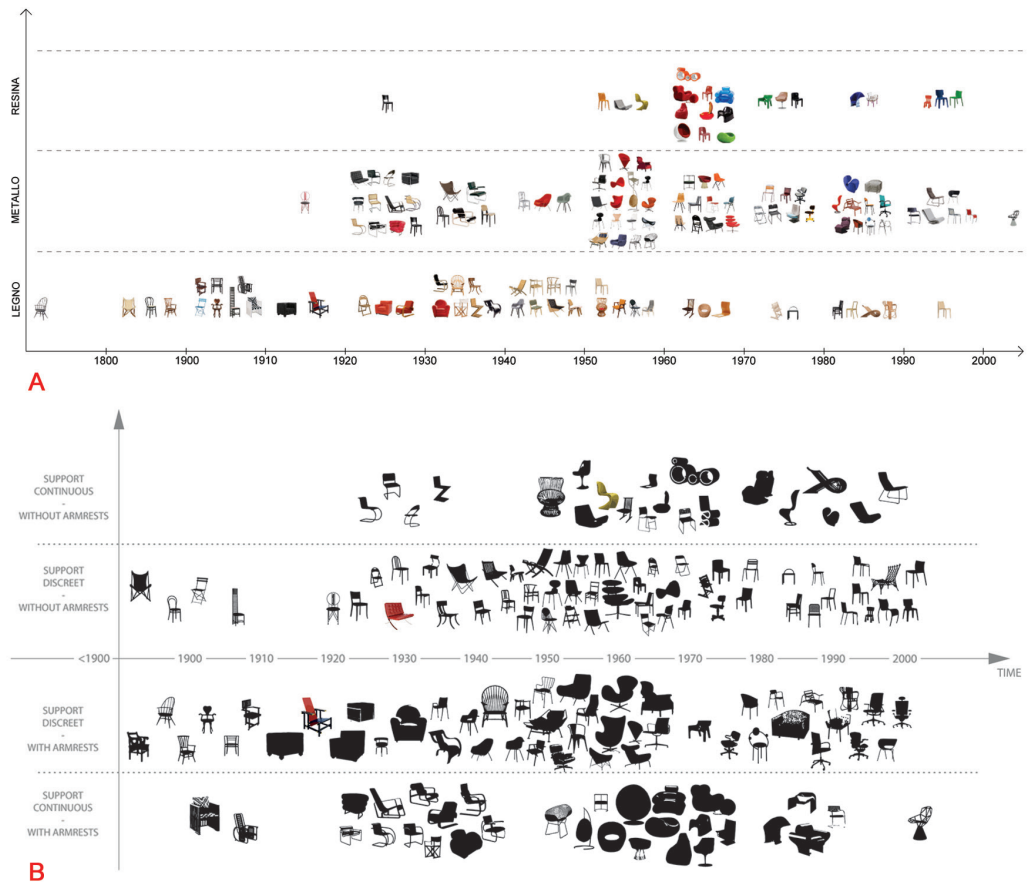 RESINA
METALLO
LEGNO
1800 1900 1910 1920 1930 1940 1950 1960 1970 1980 1990 2000
A
SUPPORT
CONTINUOUS
-
WITHOUT ARMRESTS
SUPPORT
DISCREET
-
WITHOUT ARMRESTS
<1900 1900 1910 1920 1930 1940 1950 1960 1970 1980 1990 2000
TIME
SUPPORT
DISCREET
-
WITH ARMRESTS
SUPPORT
CONTINUOUS
-
WITH ARMRESTS
B